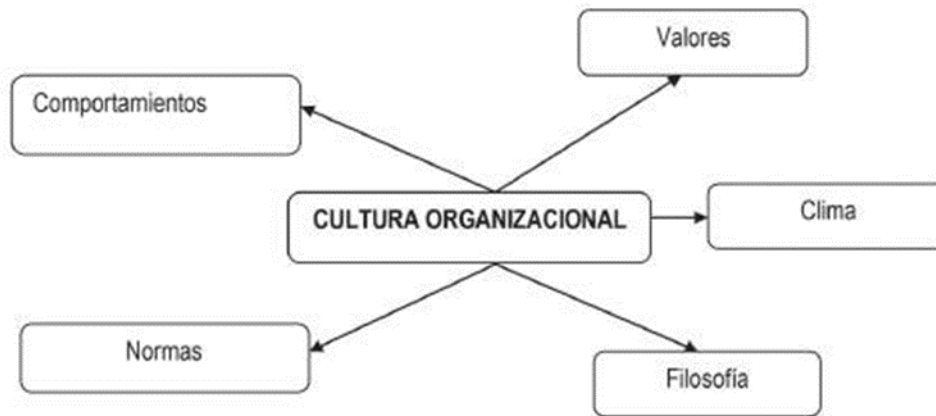 Valores
Comportamientos
CULTURA ORGANIZACIONAL
Clima
Normas
Filosofía